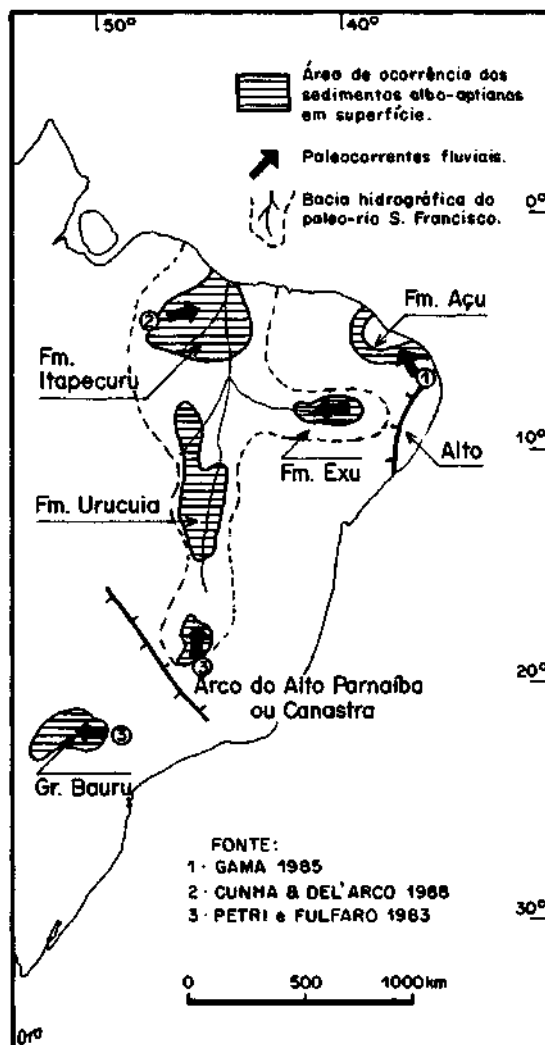 50°
40°
Área de ocorrência dos
sedimentos albo-aptianos
em superfície.
Paleocorrentes fluviais.
Bacia hidrográfica do
paleo-rio S. Francisco.
0°
Fm. Açu
2
Fm.
Itapecuru
1
10°
Alto
Fm. Exu
Fm. Urucuia
3
20°
Arco do Alto Parnaíba
ou Canastra
3
Gr. Bauru
FONTE:
1 - GAMA 1985
2 - CUNHA & DEL'ARCO 1988
3 - PETRI e FULFARO 1983
30°
0 500 1000km